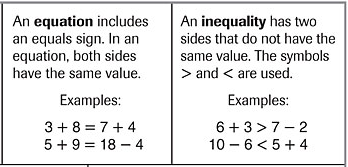 An equation includes
an equals sign. In an
equation, both sides
have the same value.
Examples:
3 + 8 = 7 + 4
5 + 9 = 18 − 4
An inequality has two
sides that do not have the
same value. The symbols
> and < are used.
Examples:
6 + 3 > 7 − 2
10 − 6 < 5 + 4